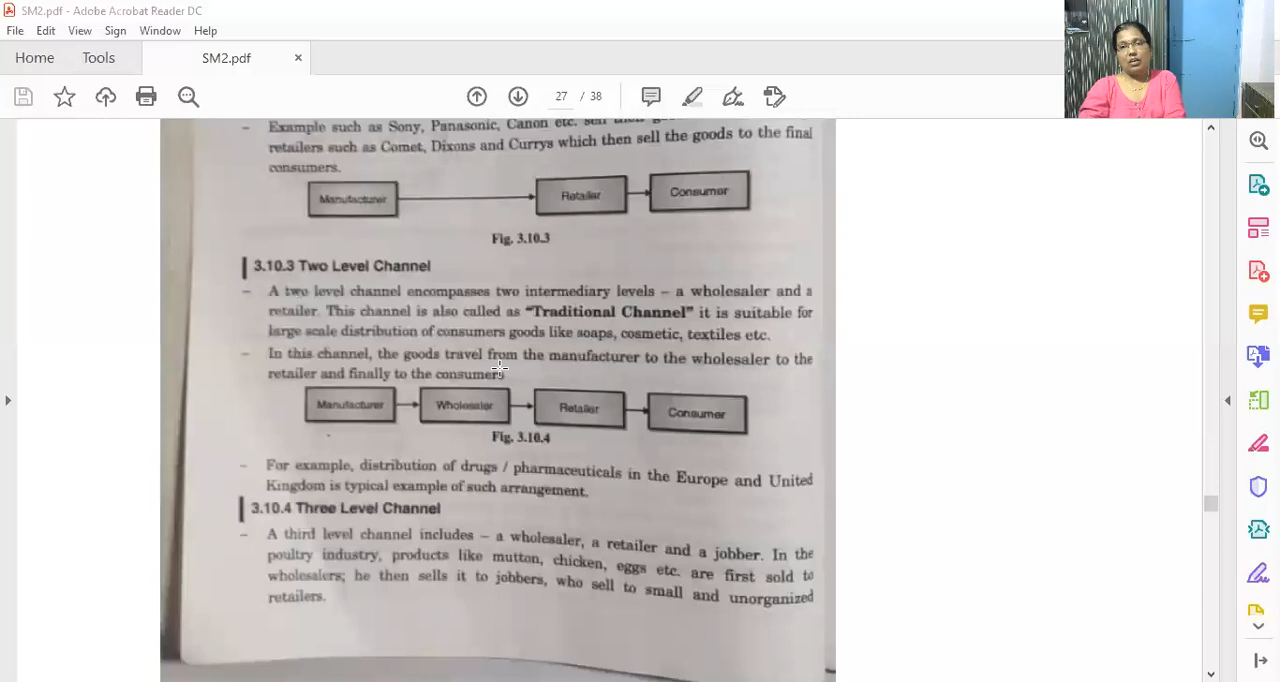 SM2.pdf - Adobe Acrobat Reader DC
File Edit View Sign Window Help
Home Tools SM2.pdf ×
27 / 38
- Example such as Sony, Panasonic, Canon etc. sell their
retailers such as Comet, Dixons and Currys which then sell the goods to the final
consumers.
Manufacturer Retailer Consumer
Fig. 3.10.3
3.10.3 Two Level Channel
- A two level channel encompasses two intermediary levels – a wholesaler and a
retailer. This channel is also called as "Traditional Channel" it is suitable for
large scale distribution of consumers goods like soaps, cosmetic, textiles etc.
- In this channel, the goods travel from the manufacturer to the wholesaler to the
retailer and finally to the consumers
Manufacturer Wholesaler Retailer Consumer
Fig. 3.10.4
- For example, distribution of drugs / pharmaceuticals in the Europe and United
Kingdom is typical example of such arrangement.
3.10.4 Three Level Channel
- A third level channel includes – a wholesaler, a retailer and a jobber. In the
poultry industry, products like mutton, chicken, eggs etc. are first sold to
wholesalers; he then sells it to jobbers, who sell to small and unorganized
retailers.